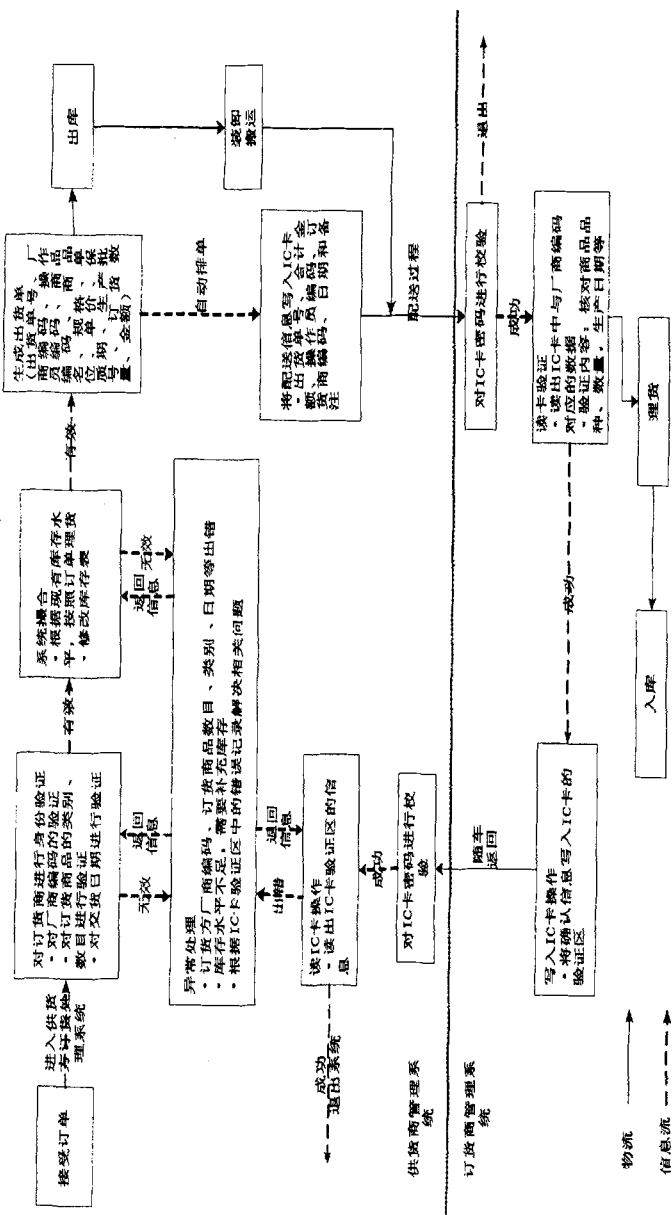 接受订单
进入供货
方订货处
理系统
对订货商进行身份验证
·对厂商编码的验证
·对订货商品的类别、
数目进行验证
·对交货日期进行验证
有效
系统撮合
·根据现有库存水
平，按照订单理货
·修改库存表
有效
生成出货单
（出货单号、厂
商编码、操作
员编码、商品
编码、商品
名、规格、单
位、单价、保
质期、生产批
号、订货数
量、金额）
出库
装卸
搬运
自动排单
将配送信息写入IC卡
·出货单号、合计金
额、操作员编码、订
货商编码、日期和备
注
配送过程
无效
返回
信息
无效
返回
信息
异常处理
·订货方厂商编码、订货商品数目、类别、日期等出错
·库存水平不足，需要补充库存
·根据IC卡验证区中的错误记录解决相关问题
出错
返回
信息
读IC卡操作
·读出IC卡验证区的信
息
成功
退出系统
成功
对IC卡密码进行校
验
供货商管理系
统
订货商管理系
统
随车
返回
对IC卡密码进行校验
退出
成功
读卡验证
·读出IC卡中与厂商编码
对应的数据
·验证内容：核对商品品
种、数量，生产日期等
成功
写入IC卡操作
·将确认信息写入IC卡的
验证区
理货
入库
物流
信息流